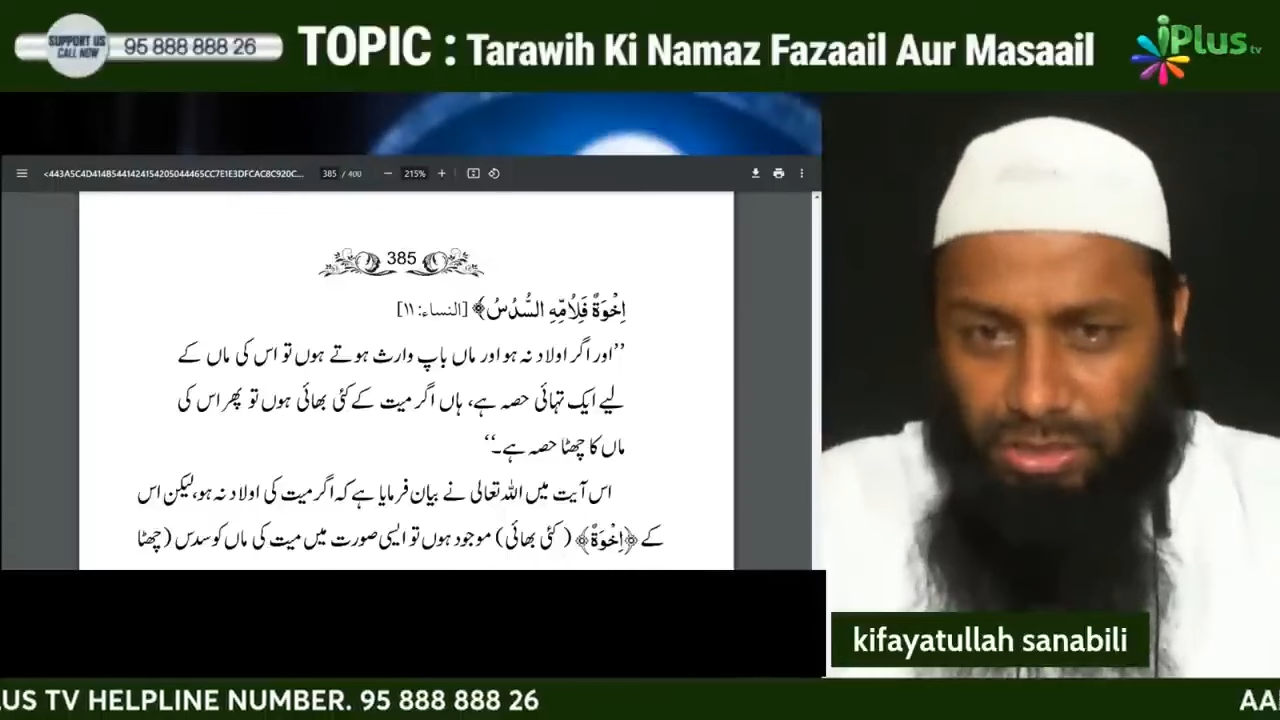 SUPPORT US
CALL NOW
95 888 888 26
TOPIC : Tarawih Ki Namaz Fazaail Aur Masaail
iPlus tv
<443A5C4D4148544142415420504446​5CC7E1E3DFCAC8C920C...
385 / 400
215%
385
اِخْوَةٌ فَلِاُمِّهِ السُّدُسُ﴾ [النساء: ۱۱]
’’اور اگر اولاد نہ ہو اور ماں باپ وارث ہوتے ہوں تو اس کی ماں کے
لیے ایک تہائی حصہ ہے، ہاں اگر میت کے کئی بھائی ہوں تو پھر اس کی
ماں کا چھٹا حصہ ہے۔‘‘
اس آیت میں اللہ تعالی نے بیان فرمایا ہے کہ اگر میت کی اولاد نہ ہو، لیکن اس
کے ﴿اِخْوَةٌ﴾ (کئی بھائی) موجود ہوں تو ایسی صورت میں میت کی ماں کو سدس (چھٹا
kifayatullah sanabili
LUS TV HELPLINE NUMBER. 95 888 888 26
AA